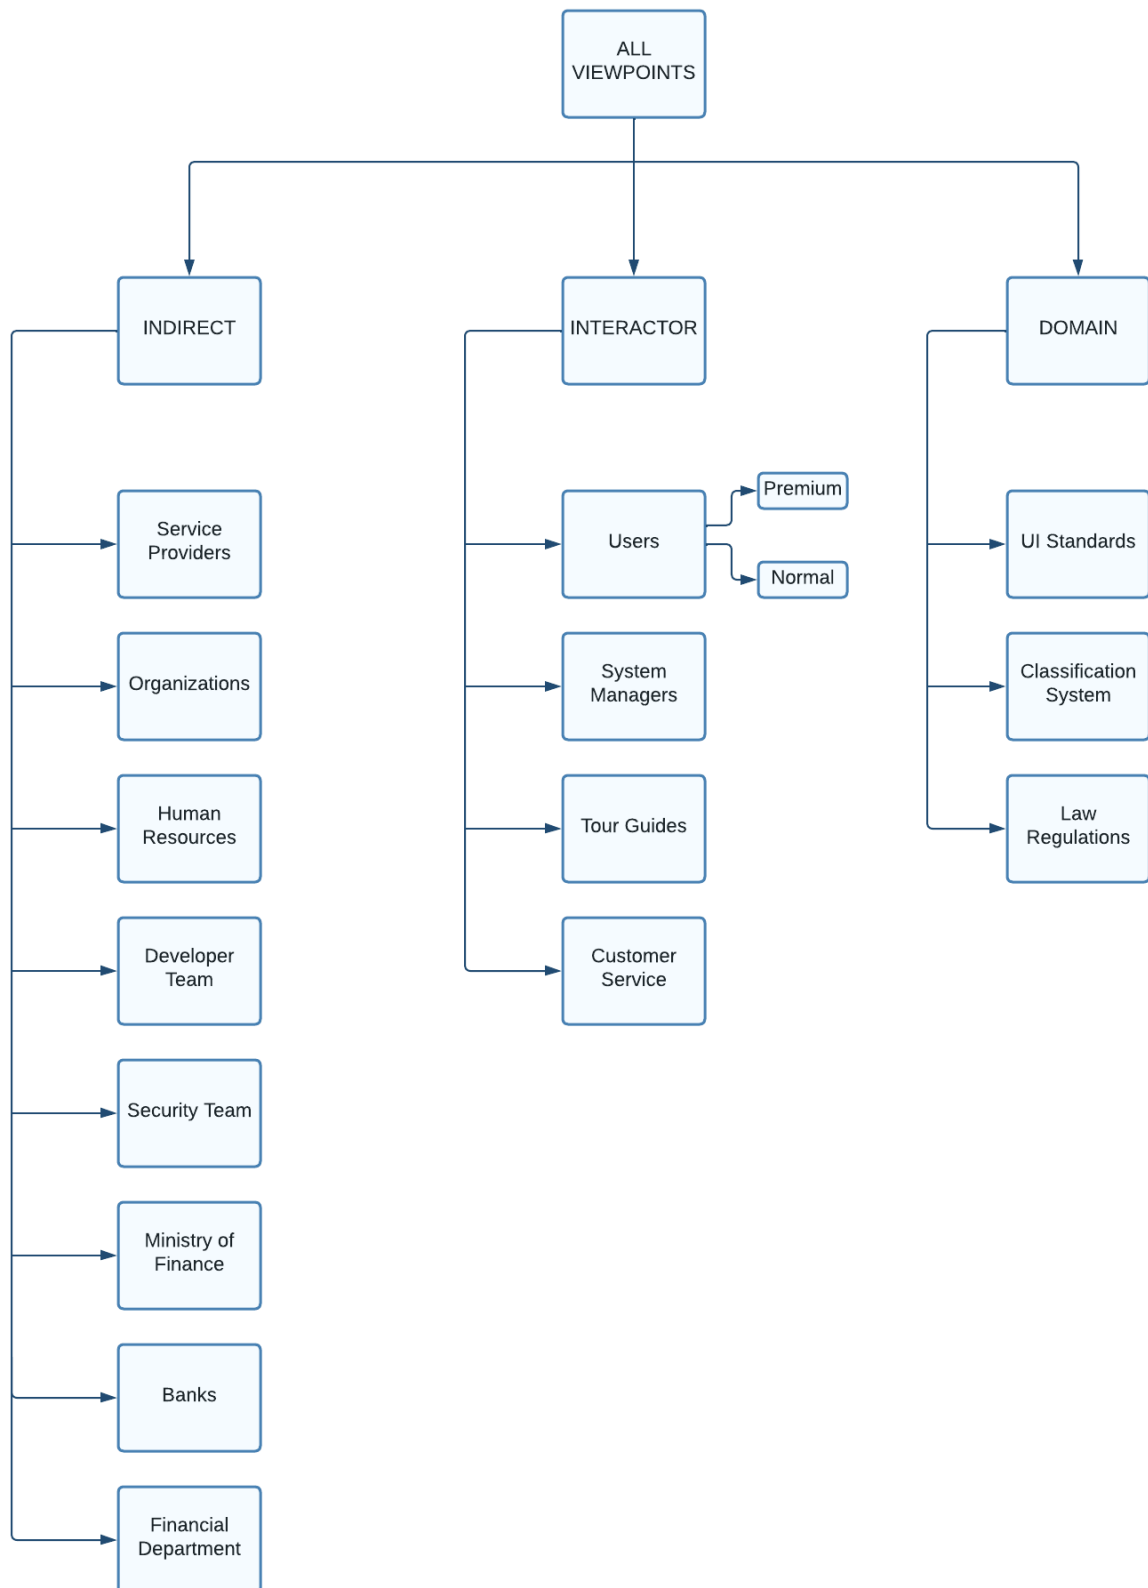 ALL
VIEWPOINTS
INDIRECT
INTERACTOR
DOMAIN
Service
Providers
Organizations
Human
Resources
Developer
Team
Security Team
Ministry of
Finance
Banks
Financial
Department
Users
Premium
Normal
System
Managers
Tour Guides
Customer
Service
UI Standards
Classification
System
Law
Regulations